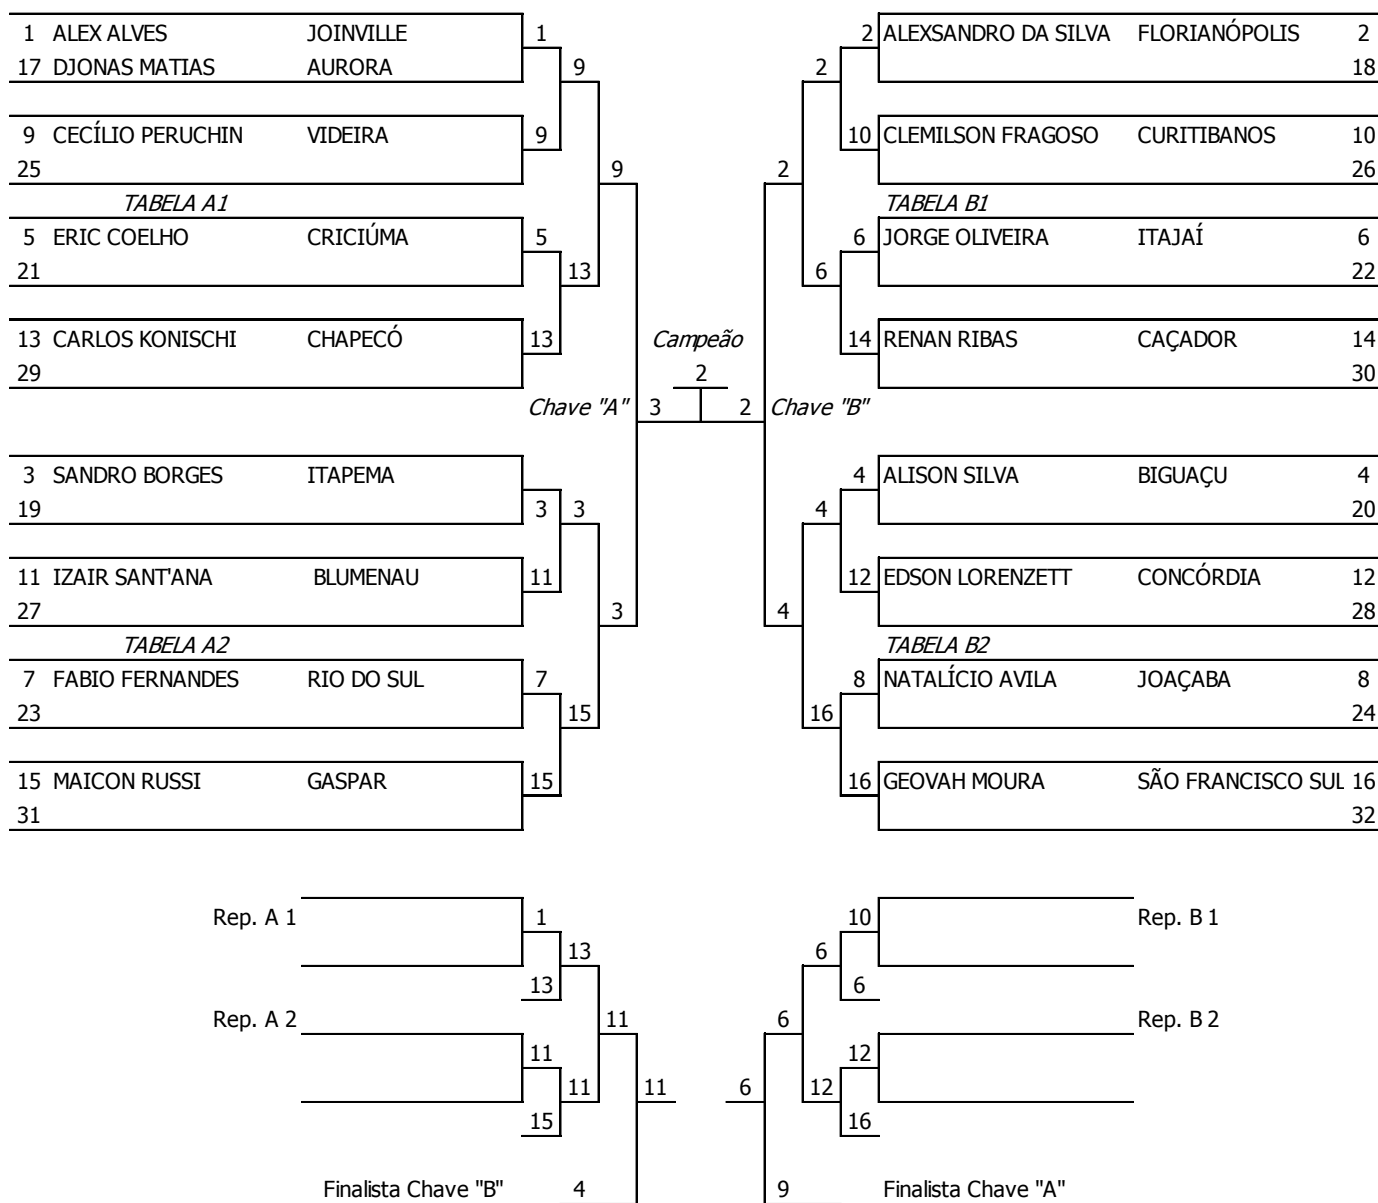 1 ALEX ALVES JOINVILLE 1 2 ALEXSANDRO DA SILVA FLORIANÓPOLIS 2
17 DJONAS MATIAS AURORA 9 2 18
9 CECÍLIO PERUCHIN VIDEIRA 9 10 CLEMILSON FRAGOSO CURITIBANOS 10
25 9 2 26
TABELA A1 TABELA B1
5 ERIC COELHO CRICIÚMA 5 6 JORGE OLIVEIRA ITAJAÍ 6
21 13 6 22
13 CARLOS KONISCHI CHAPECÓ 13 Campeão 14 RENAN RIBAS CAÇADOR 14
29 2 30
Chave "A" 3 2 Chave "B"
3 SANDRO BORGES ITAPEMA 4 ALISON SILVA BIGUAÇU 4
19 3 3 4 20
11 IZAIR SANT'ANA BLUMENAU 11 12 EDSON LORENZETT CONCÓRDIA 12
27 3 4 28
TABELA A2 TABELA B2
7 FABIO FERNANDES RIO DO SUL 7 8 NATALÍCIO AVILA JOAÇABA 8
23 15 16 24
15 MAICON RUSSI GASPAR 15 16 GEOVAH MOURA SÃO FRANCISCO SUL 16
31 32
Rep. A 1 1 10 Rep. B 1
13 6
13 6
Rep. A 2 11 6 Rep. B 2
11 12
11 11 6 12
15 16
Finalista Chave "B" 4 9 Finalista Chave "A"